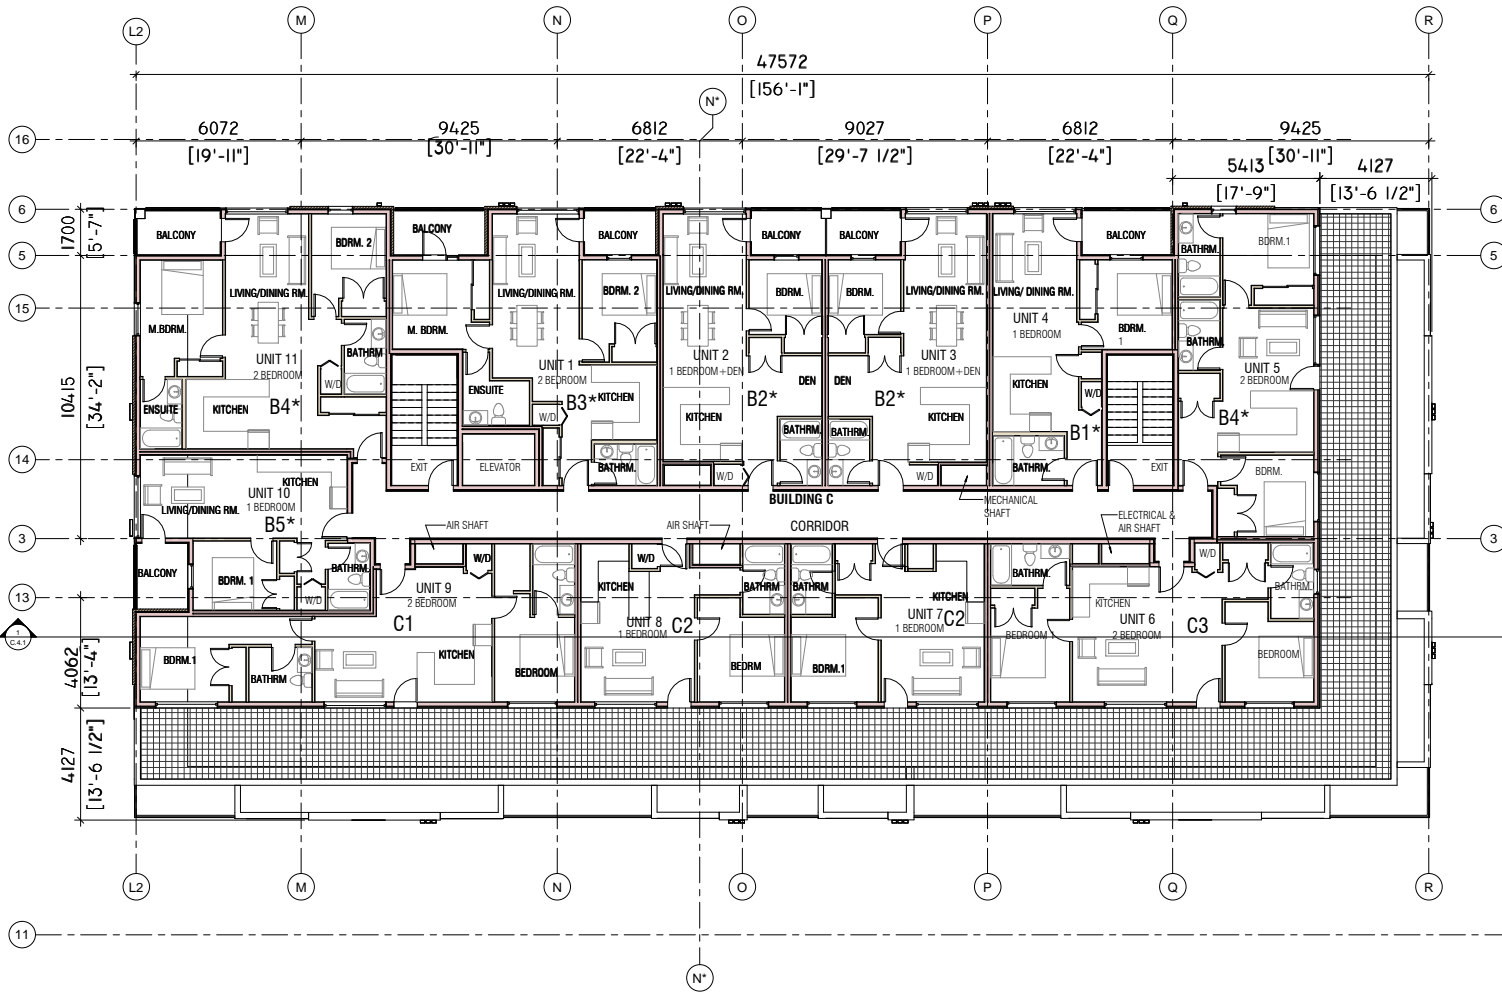 L2
M
N
O
P
Q
R
47572
[156'-1"]
N*
16
6072
9425
6812
9027
6812
9425
[19'-11"]
[30'-11"]
[22'-4"]
[29'-7 1/2"]
[22'-4"]
[30'-11"]
5413
4127
[17'-9"]
[13'-6 1/2"]
6
1700
[5'-7"]
6
BALCONY
BDRM. 2
BALCONY
BALCONY
BALCONY
BALCONY
BALCONY
BATHRM.
BDRM.1
5
5
LIVING/DINING RM.
M. BDRM.
LIVING/DINING RM.
BDRM. 2
LIVING/DINING RM.
BDRM.
BDRM.
LIVING/DINING RM.
LIVING/ DINING RM.
BDRM.
1
15
M.BDRM.
UNIT 11
2 BEDROOM
BATHRM
W/D
ENSUITE
KITCHEN
B4*
UNIT 1
2 BEDROOM
B3*
ENSUITE
W/D
KITCHEN
BATHRM.
UNIT 2
1 BEDROOM+DEN
B2*
KITCHEN
DEN
BATHRM.
W/D
UNIT 3
1 BEDROOM+DEN
B2*
DEN
KITCHEN
BATHRM.
W/D
UNIT 4
1 BEDROOM
KITCHEN
W/D
B1*
BATHRM.
BATHRM.
UNIT 5
2 BEDROOM
B4*
BDRM.
10415
[34'-2"]
14
EXIT
ELEVATOR
EXIT
KITCHEN
UNIT 10
1 BEDROOM
LIVING/DINING RM.
B5*
BUILDING C
MECHANICAL
SHAFT
AIR SHAFT
AIR SHAFT
CORRIDOR
ELECTRICAL &
AIR SHAFT
3
3
BALCONY
BDRM. 1
BATHRM.
W/D
W/D
UNIT 9
2 BEDROOM
C1
KITCHEN
BEDROOM
BDRM.1
BATHRM
W/D
KITCHEN
UNIT 8
1 BEDROOM
C2
BATHRM
BEDRM
BATHRM
KITCHEN
UNIT 7
1 BEDROOM
C2
BDRM.1
BATHRM.
KITCHEN
BEDROOM
UNIT 6
2 BEDROOM
C3
W/D
BATHRM.
BEDROOM
13
1
C.4.1
4062
[13'-4"]
4127
[13'-6 1/2"]
L2
M
N
O
P
Q
R
11
N*